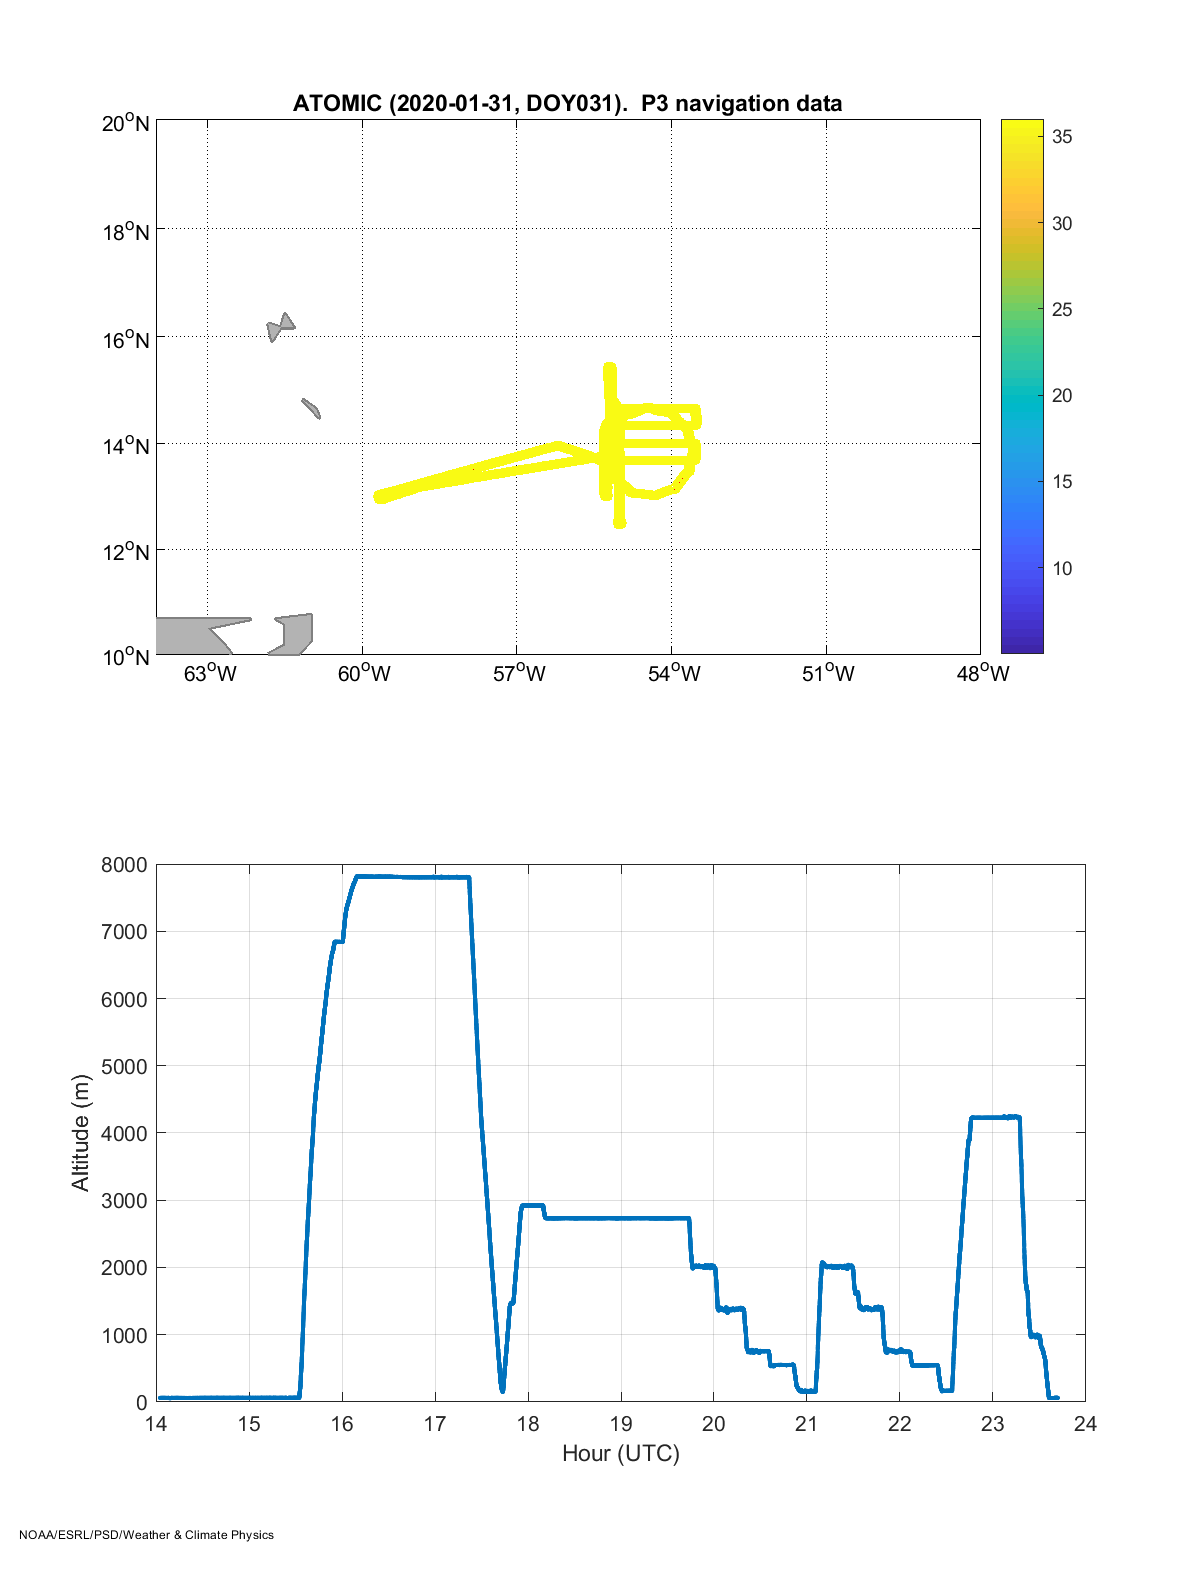 ATOMIC (2020-01-31, DOY031).  P3 navigation data
20°N
18°N
16°N
14°N
12°N
10°N
63°W
60°W
57°W
54°W
51°W
48°W
35
30
25
20
15
10
8000
7000
6000
5000
4000
3000
2000
1000
0
Altitude (m)
14 15 16 17 18 19 20 21 22 23 24
Hour (UTC)
NOAA/ESRL/PSD/Weather & Climate Physics